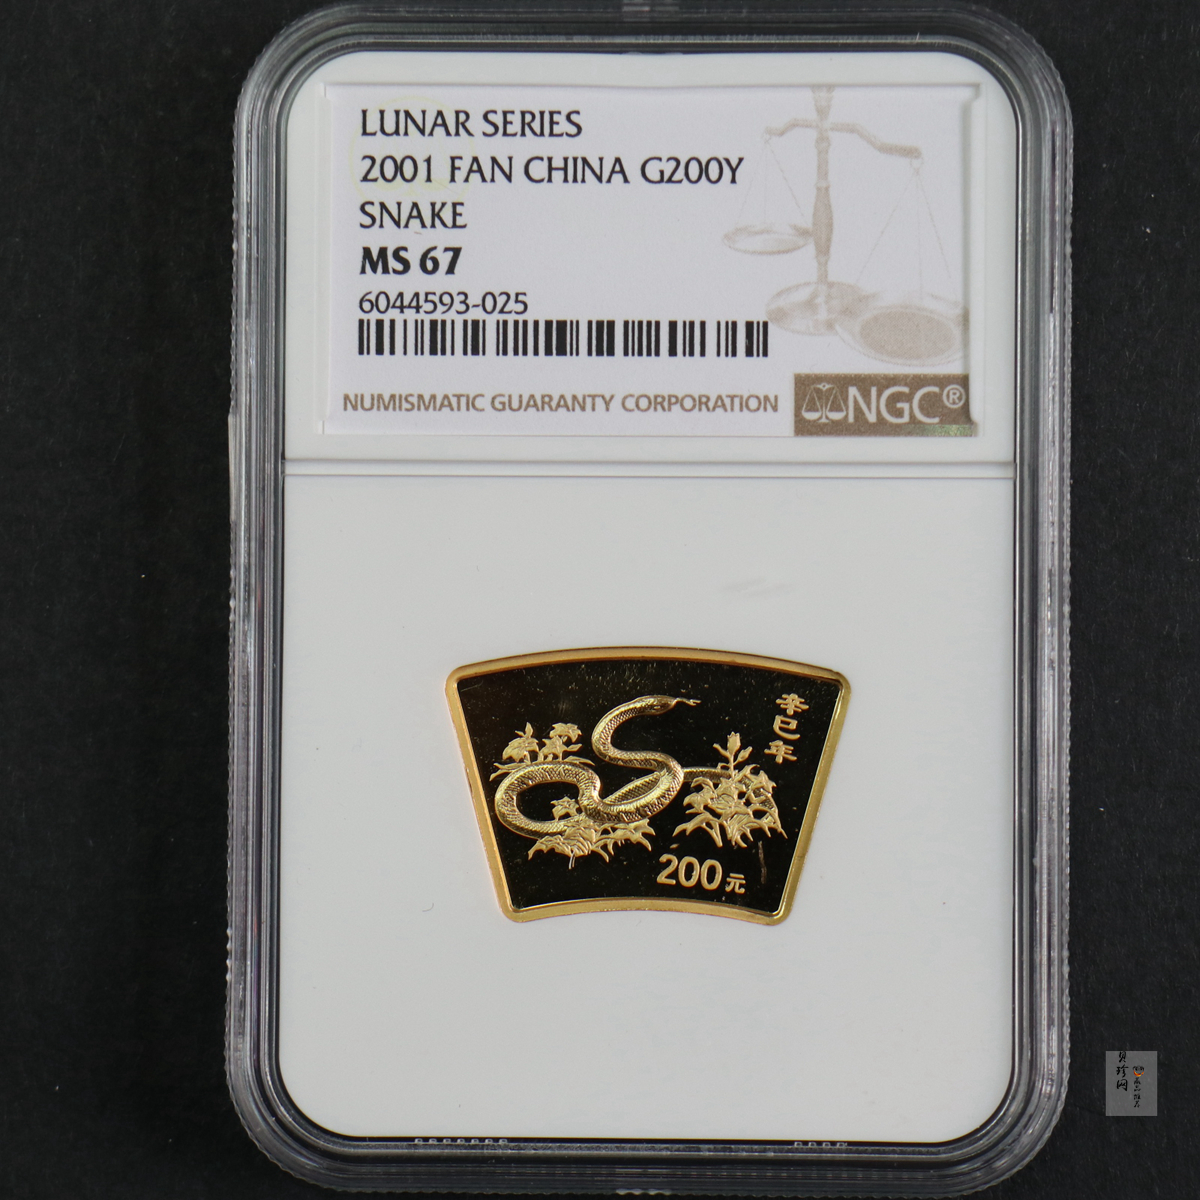 LUNAR SERIES
2001 FAN CHINA G200Y
SNAKE
MS 67
6044593-025
NUMISMATIC GUARANTY CORPORATION
NGC®
辛巳年
200元